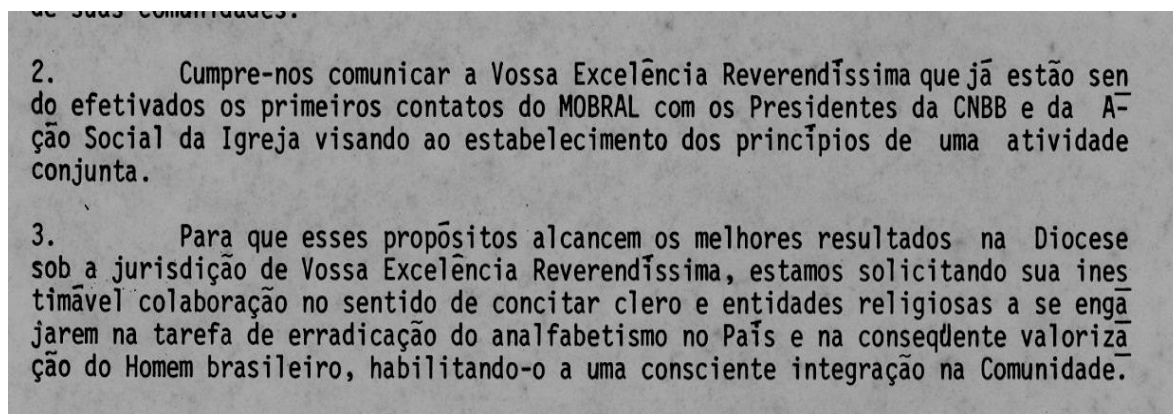 de suas comunidades.
2. Cumpre-nos comunicar a Vossa Excelência Reverendíssima que já estão sen
do efetivados os primeiros contatos do MOBRAL com os Presidentes da CNBB e da A-
ção Social da Igreja visando ao estabelecimento dos princípios de uma atividade
conjunta.
3. Para que esses propósitos alcancem os melhores resultados na Diocese
sob a jurisdição de Vossa Excelência Reverendíssima, estamos solicitando sua ines
timável colaboração no sentido de concitar clero e entidades religiosas a se enga
jarem na tarefa de erradicação do analfabetismo no País e na conseqüente valoriza
ção do Homem brasileiro, habilitando-o a uma consciente integração na Comunidade.